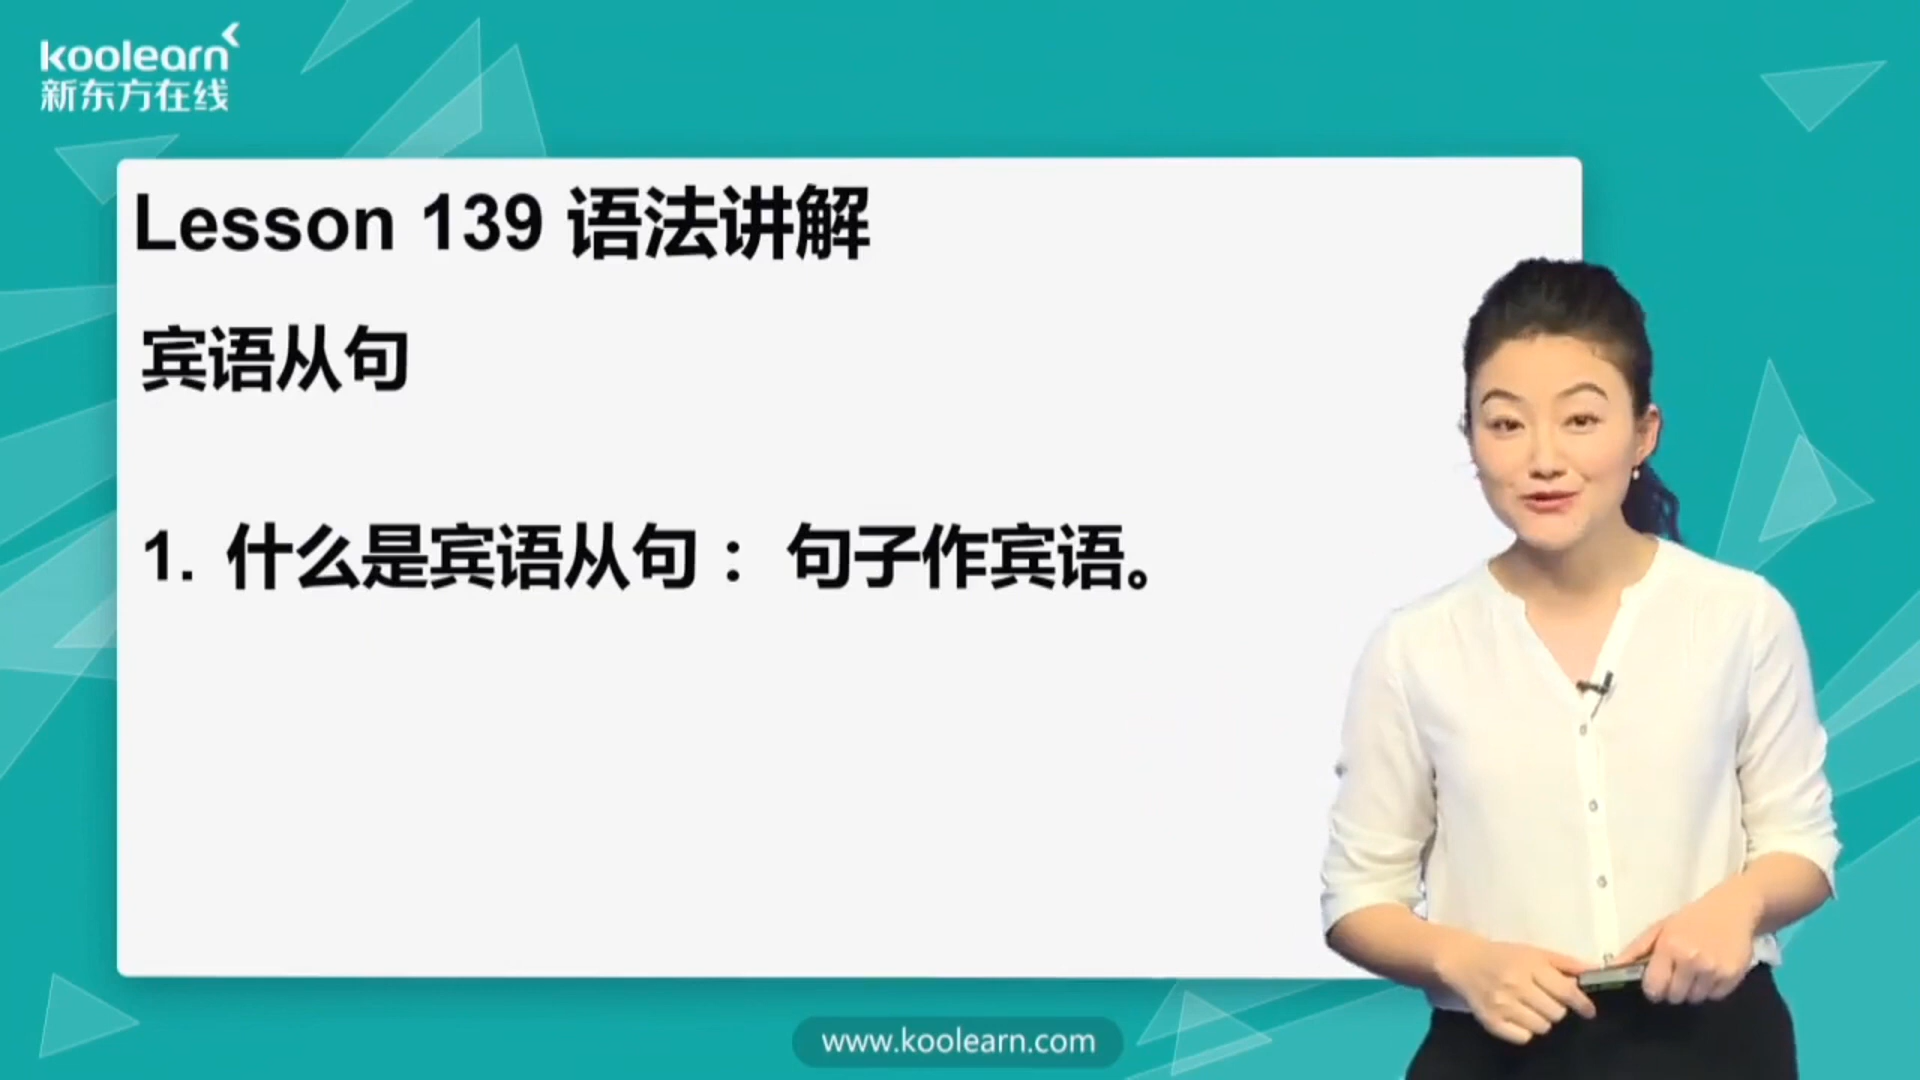 koolearn
新东方在线
Lesson 139 语法讲解
宾语从句
1. 什么是宾语从句： 句子作宾语。
www.koolearn.com